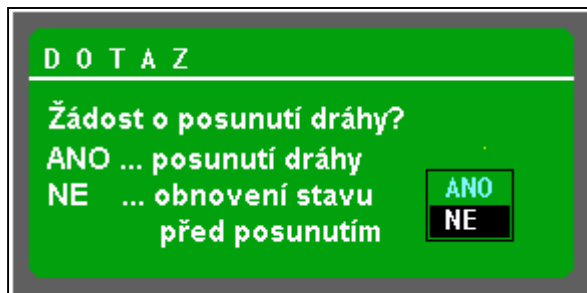 D O T A Z
Žádost o posunutí dráhy?
ANO ... posunutí dráhy
NE ... obnovení stavu
před posunutím
ANO
NE